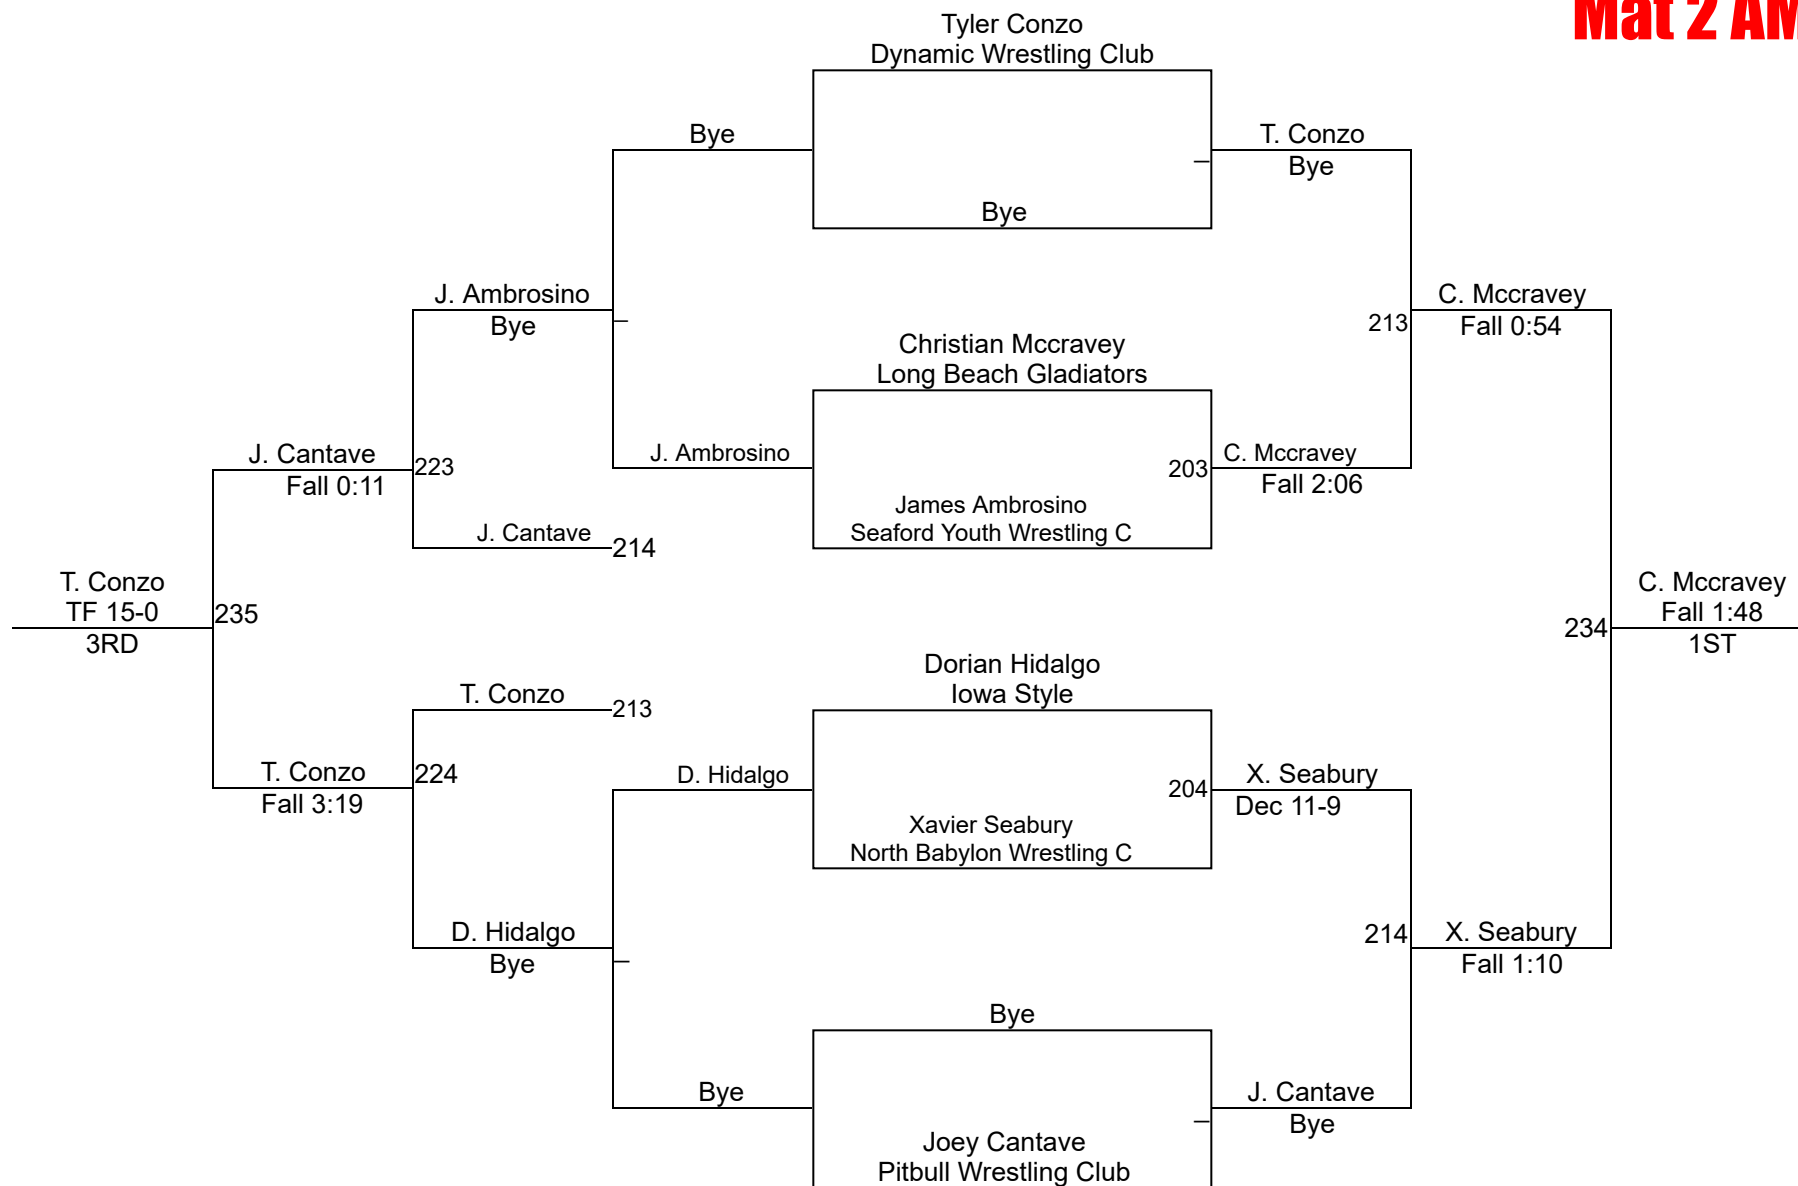 Mat 2 AM
Tyler Conzo
Dynamic Wrestling Club
Bye
T. Conzo
Bye
Bye
J. Ambrosino
Bye
C. Mccravey
Fall 0:54
213
Christian Mccravey
Long Beach Gladiators
J. Cantave
Fall 0:11
223
J. Ambrosino
203
C. Mccravey
Fall 2:06
James Ambrosino
Seaford Youth Wrestling C
J. Cantave
214
T. Conzo
TF 15-0
3RD
235
234
C. Mccravey
Fall 1:48
1ST
Dorian Hidalgo
Iowa Style
T. Conzo
213
T. Conzo
Fall 3:19
224
D. Hidalgo
204
X. Seabury
Dec 11-9
Xavier Seabury
North Babylon Wrestling C
D. Hidalgo
Bye
214
X. Seabury
Fall 1:10
Bye
Bye
J. Cantave
Bye
Joey Cantave
Pitbull Wrestling Club